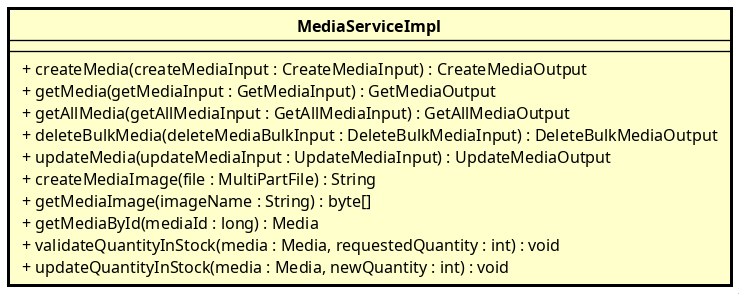 MediaServiceImpl
+ createMedia(createMediaInput : CreateMediaInput) : CreateMediaOutput
+ getMedia(getMediaInput : GetMediaInput) : GetMediaOutput
+ getAllMedia(getAllMediaInput : GetAllMediaInput) : GetAllMediaOutput
+ deleteBulkMedia(deleteMediaBulkInput : DeleteBulkMediaInput) : DeleteBulkMediaOutput
+ updateMedia(updateMediaInput : UpdateMediaInput) : UpdateMediaOutput
+ createMediaImage(file : MultiPartFile) : String
+ getMediaImage(imageName : String) : byte[]
+ getMediaById(mediaId : long) : Media
+ validateQuantityInStock(media : Media, requestedQuantity : int) : void
+ updateQuantityInStock(media : Media, newQuantity : int) : void